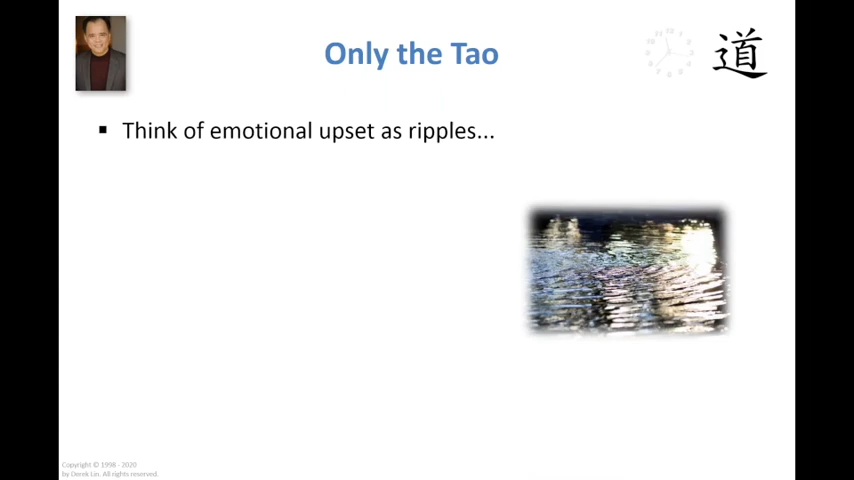 Only the Tao
道
▪ Think of emotional upset as ripples...
Copyright © 1998 - 2020
by Derek Lin. All rights reserved.